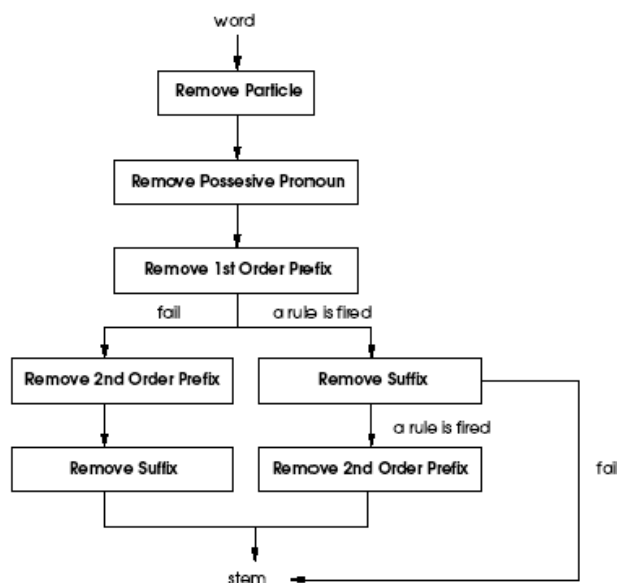 word
Remove Particle
Remove Possesive Pronoun
Remove 1st Order Prefix
fail
a rule is fired
Remove 2nd Order Prefix
Remove Suffix
a rule is fired
Remove Suffix
Remove 2nd Order Prefix
fail
stem